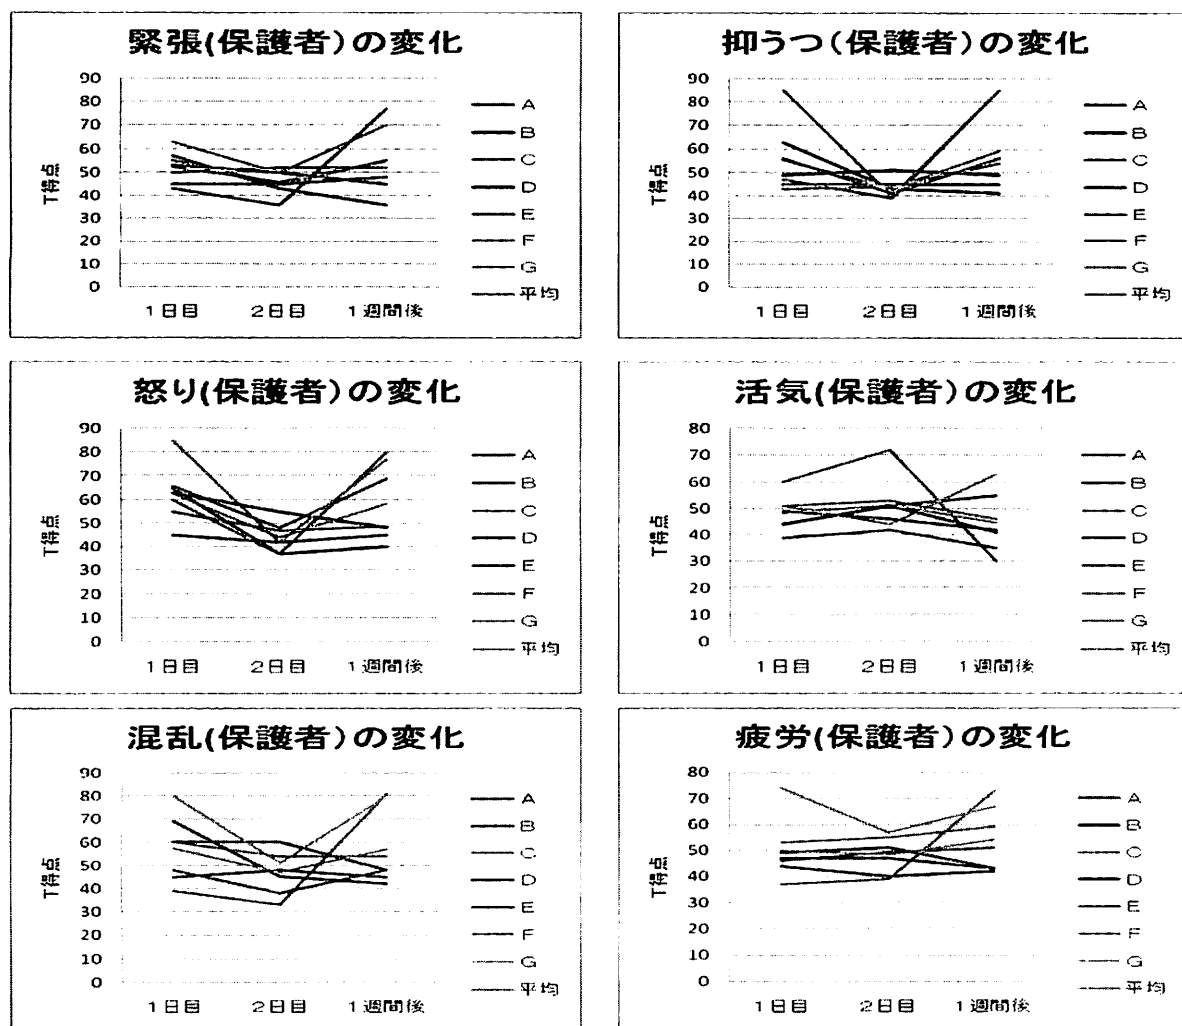 緊張(保護者)の変化
T得点
90
80
70
60
50
40
30
20
10
0
1日目 2日目 1週間後
A
B
C
D
E
F
G
平均
抑うつ(保護者)の変化
T得点
90
80
70
60
50
40
30
20
10
0
1日目 2日目 1週間後
A
B
C
D
E
F
G
平均
怒り(保護者)の変化
T得点
90
80
70
60
50
40
30
20
10
0
1日目 2日目 1週間後
A
B
C
D
E
F
G
平均
活気(保護者)の変化
T得点
80
70
60
50
40
30
20
10
0
1日目 2日目 1週間後
A
B
C
D
E
F
G
平均
混乱(保護者)の変化
T得点
90
80
70
60
50
40
30
20
10
0
1日目 2日目 1週間後
A
B
C
D
E
F
G
平均
疲労(保護者)の変化
T得点
80
70
60
50
40
30
20
10
0
1日目 2日目 1週間後
A
B
C
D
E
F
G
平均